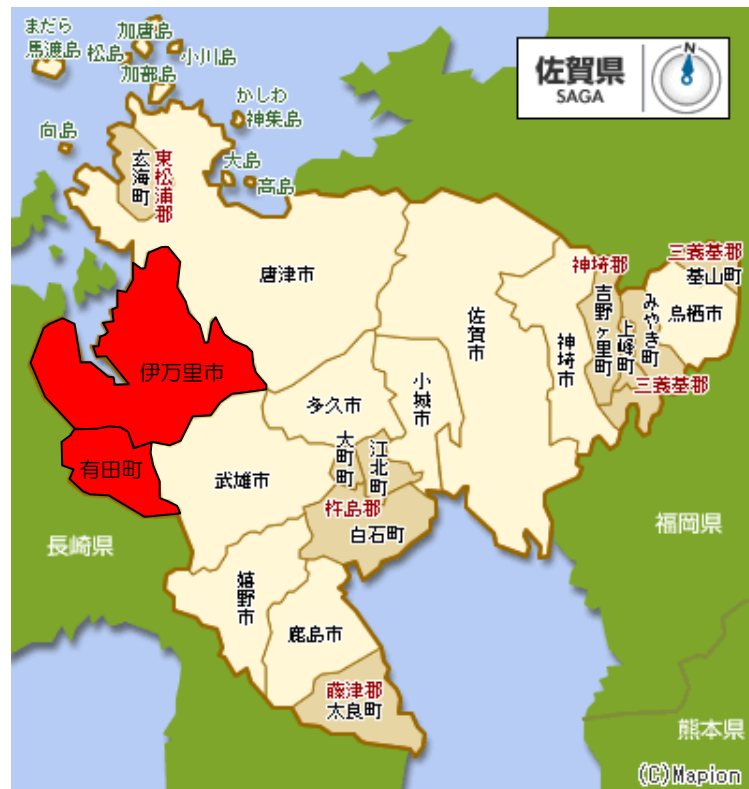 まだら
馬渡島
加唐島
松島
小川島
加部島
かしわ
神集島
向島
大島
高島
佐賀県
SAGA
N
東松浦郡
玄海町
唐津市
伊万里市
有田町
武雄市
多久市
小城市
佐賀市
神埼市
神埼郡
吉野ヶ里町
上峰町
みやき町
三養基郡
基山町
鳥栖市
三養基郡
大町町
江北町
杵島郡
白石町
嬉野市
鹿島市
藤津郡
太良町
長崎県
福岡県
熊本県
(C)Mapion